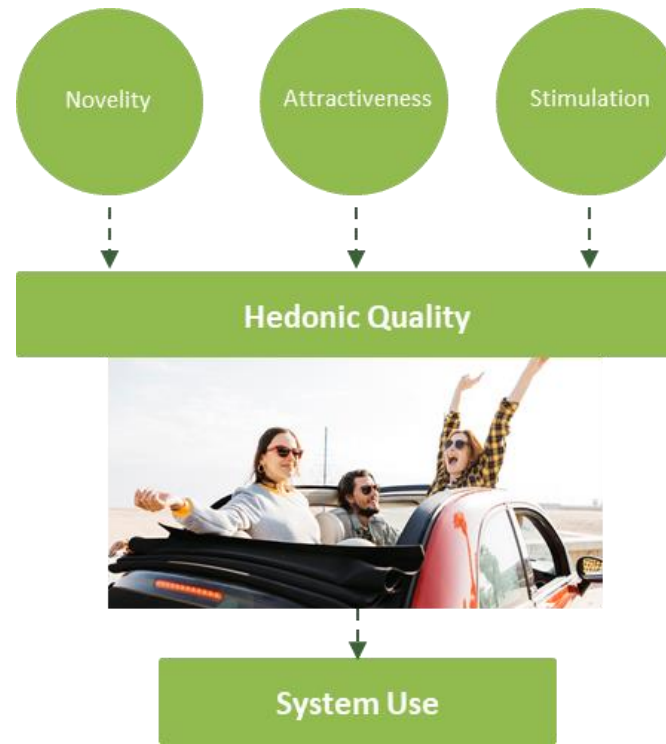 Novelity
Attractiveness
Stimulation
Hedonic Quality
System Use